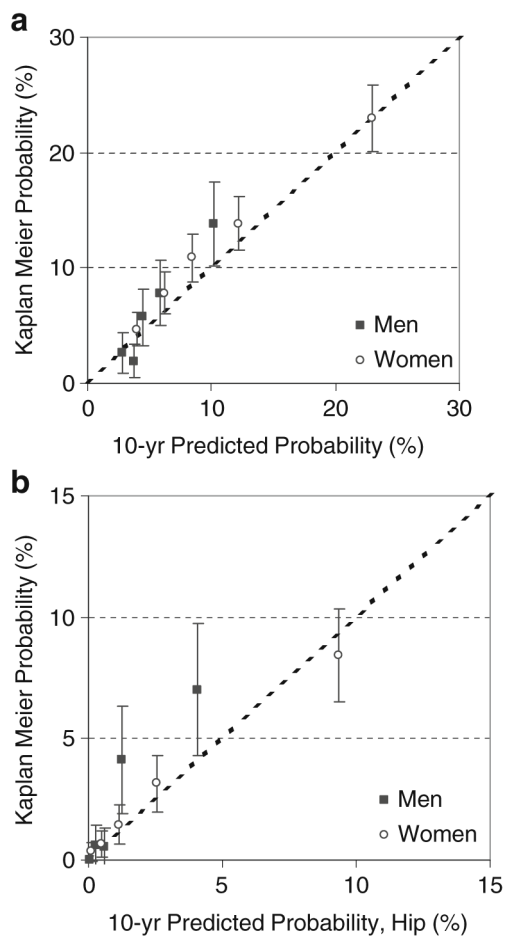 a
Kaplan Meier Probability (%)
30
20
10
0
Men
Women
0 10 20 30
10-yr Predicted Probability (%)
b
Kaplan Meier Probability (%)
15
10
5
0
Men
Women
0 5 10 15
10-yr Predicted Probability, Hip (%)